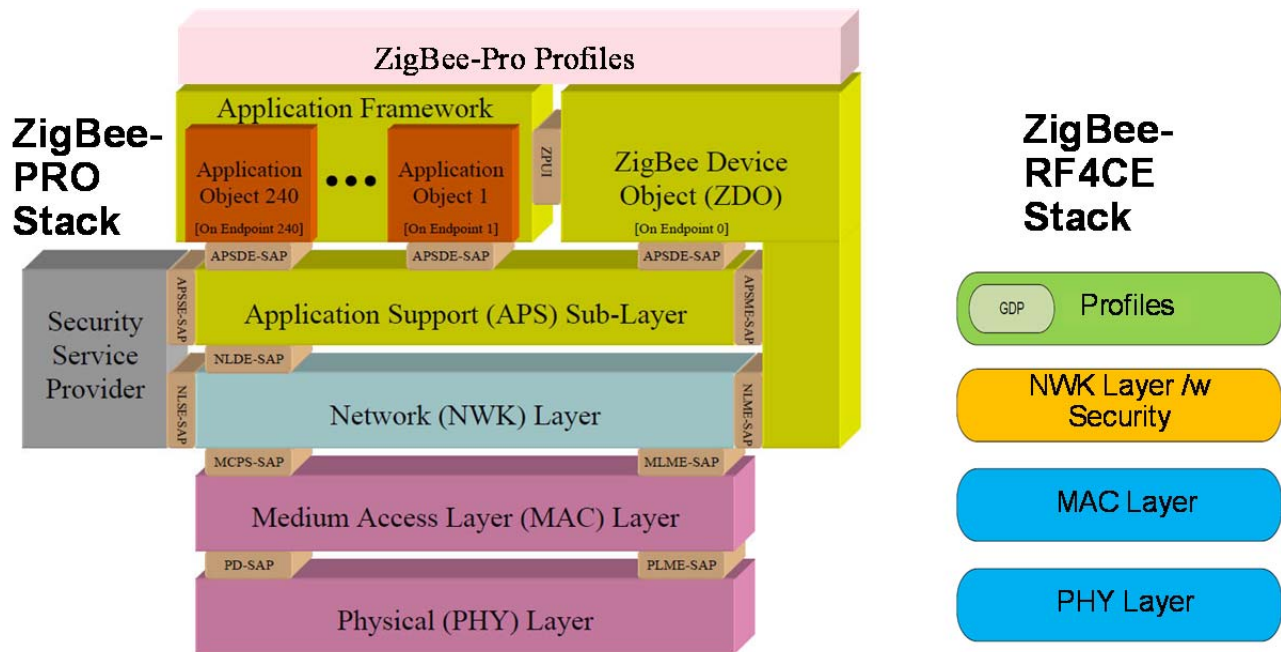 ZigBee-Pro Profiles
ZigBee-
PRO
Stack
Application Framework
Application
Object 240
[On Endpoint 240]
•••
Application
Object 1
[On Endpoint 1]
ZPUI
ZigBee Device
Object (ZDO)
[On Endpoint 0]
APSDE-SAP
APSDE-SAP
APSDE-SAP
Security
Service
Provider
APSSE-SAP
Application Support (APS) Sub-Layer
APSME-SAP
NLDE-SAP
NLSE-SAP
Network (NWK) Layer
NLME-SAP
MCPS-SAP
MLME-SAP
Medium Access Layer (MAC) Layer
PD-SAP
PLME-SAP
Physical (PHY) Layer
ZigBee-
RF4CE
Stack
GDP
Profiles
NWK Layer /w
Security
MAC Layer
PHY Layer